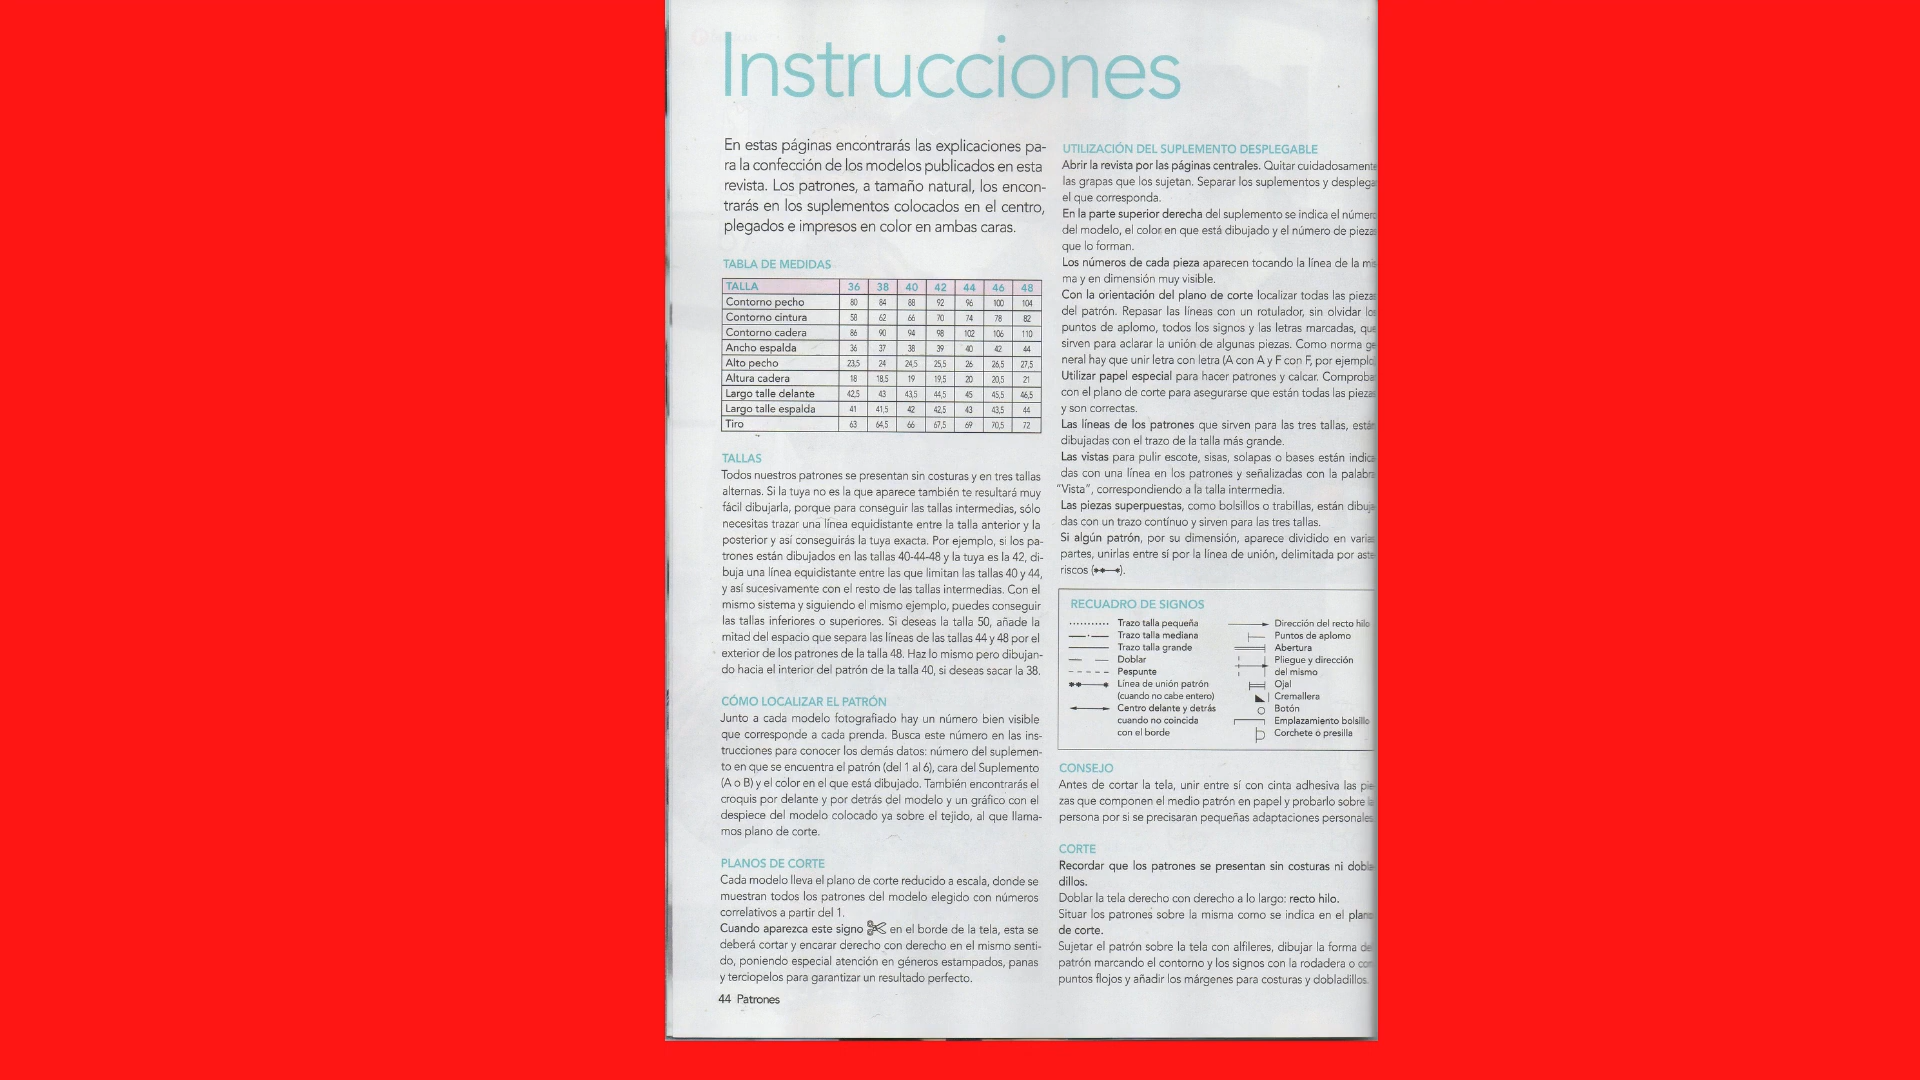 Instrucciones
En estas páginas encontrarás las explicaciones pa-
ra la confección de los modelos publicados en esta
revista. Los patrones, a tamaño natural, los encon-
trarás en los suplementos colocados en el centro,
plegados e impresos en color en ambas caras.
TABLA DE MEDIDAS
TALLA 36 38 40 42 44 46 48
Contorno pecho 80 84 88 92 96 100 104
Contorno cintura 58 62 66 70 74 78 82
Contorno cadera 86 90 94 98 102 106 110
Ancho espalda 36 37 38 39 40 42 44
Alto pecho 23,5 24 24,5 25,5 26 26,5 27,5
Altura cadera 18 18,5 19 19,5 20 20,5 21
Largo talle delante 42,5 43 43,5 44,5 45 45,5 46,5
Largo talle espalda 41 41,5 42 42,5 43 43,5 44
Tiro 63 64,5 66 67,5 69 70,5 72
TALLAS
Todos nuestros patrones se presentan sin costuras y en tres tallas
alternas. Si la tuya no es la que aparece también te resultará muy
fácil dibujarla, porque para conseguir las tallas intermedias, sólo
necesitas trazar una línea equidistante entre la talla anterior y la
posterior y así conseguirás la tuya exacta. Por ejemplo, si los pa-
trones están dibujados en las tallas 40-44-48 y la tuya es la 42, di-
buja una línea equidistante entre las que limitan las tallas 40 y 44,
y así sucesivamente con el resto de las tallas intermedias. Con el
mismo sistema y siguiendo el mismo ejemplo, puedes conseguir
las tallas inferiores o superiores. Si deseas la talla 50, añade la
mitad del espacio que separa las líneas de las tallas 44 y 48 por el
exterior de los patrones de la talla 48. Haz lo mismo pero dibujan-
do hacia el interior del patrón de la talla 40, si deseas sacar la 38.
CÓMO LOCALIZAR EL PATRÓN
Junto a cada modelo fotografiado hay un número bien visible
que corresponde a cada prenda. Busca este número en las ins-
trucciones para conocer los demás datos: número del suplemen-
to en que se encuentra el patrón (del 1 al 6), cara del Suplemento
(A o B) y el color en el que está dibujado. También encontrarás el
croquis por delante y por detrás del modelo y un gráfico con el
despiece del modelo colocado ya sobre el tejido, al que llama-
mos plano de corte.
PLANOS DE CORTE
Cada modelo lleva el plano de corte reducido a escala, donde se
muestran todos los patrones del modelo elegido con números
correlativos a partir del 1.
Cuando aparezca este signo en el borde de la tela, esta se
deberá cortar y encarar derecho con derecho en el mismo senti-
do, poniendo especial atención en géneros estampados, panas
y terciopelos para garantizar un resultado perfecto.
44 Patrones
UTILIZACIÓN DEL SUPLEMENTO DESPLEGABLE
Abrir la revista por las páginas centrales. Quitar cuidadosamente
las grapas que los sujetan. Separar los suplementos y desplega
el que corresponda.
En la parte superior derecha del suplemento se indica el número
del modelo, el color en que está dibujado y el número de piezas
que lo forman.
Los números de cada pieza aparecen tocando la línea de la mis
ma y en dimensión muy visible.
Con la orientación del plano de corte localizar todas las piezas
del patrón. Repasar las líneas con un rotulador, sin olvidar los
puntos de aplomo, todos los signos y las letras marcadas, que
sirven para aclarar la unión de algunas piezas. Como norma ge
neral hay que unir letra con letra (A con A y F con F, por ejemplo
Utilizar papel especial para hacer patrones y calcar. Comproba
con el plano de corte para asegurarse que están todas las piezas
y son correctas.
Las líneas de los patrones que sirven para las tres tallas, están
dibujadas con el trazo de la talla más grande.
Las vistas para pulir escote, sisas, solapas o bases están indica
das con una línea en los patrones y señalizadas con la palabra
"Vista", correspondiendo a la talla intermedia.
Las piezas superpuestas, como bolsillos o trabillas, están dibuja
das con un trazo contínuo y sirven para las tres tallas.
Si algún patrón, por su dimensión, aparece dividido en varias
partes, unirlas entre sí por la línea de unión, delimitada por aste
riscos (**—*).
RECUADRO DE SIGNOS
Trazo talla pequeña
Trazo talla mediana
Trazo talla grande
Doblar
Pespunte
Línea de unión patrón
(cuando no cabe entero)
Centro delante y detrás
cuando no coincida
con el borde
Dirección del recto hilo
Puntos de aplomo
Abertura
Pliegue y dirección
del mismo
Ojal
Cremallera
Botón
Emplazamiento bolsillo
Corchete o presilla
CONSEJO
Antes de cortar la tela, unir entre sí con cinta adhesiva las pie
zas que componen el medio patrón en papel y probarlo sobre la
persona por si se precisaran pequeñas adaptaciones personales.
CORTE
Recordar que los patrones se presentan sin costuras ni dobla
dillos.
Doblar la tela derecho con derecho a lo largo: recto hilo.
Situar los patrones sobre la misma como se indica en el plano
de corte.
Sujetar el patrón sobre la tela con alfileres, dibujar la forma de
patrón marcando el contorno y los signos con la rodadera o con
puntos flojos y añadir los márgenes para costuras y dobladillos.